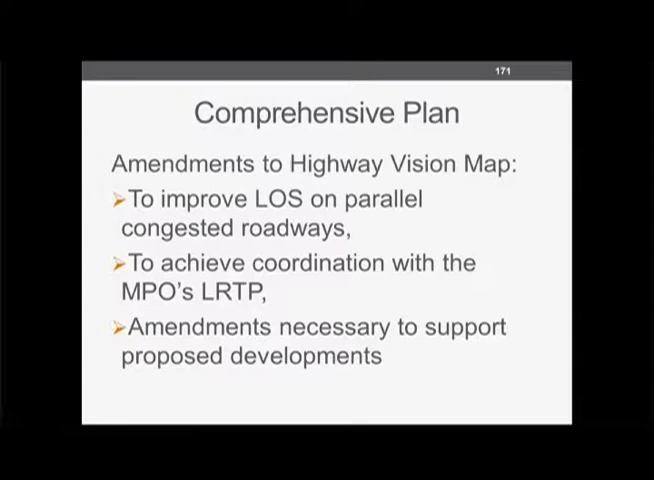 171
Comprehensive Plan
Amendments to Highway Vision Map:
➢To improve LOS on parallel
congested roadways,
➢To achieve coordination with the
MPO's LRTP,
➢Amendments necessary to support
proposed developments